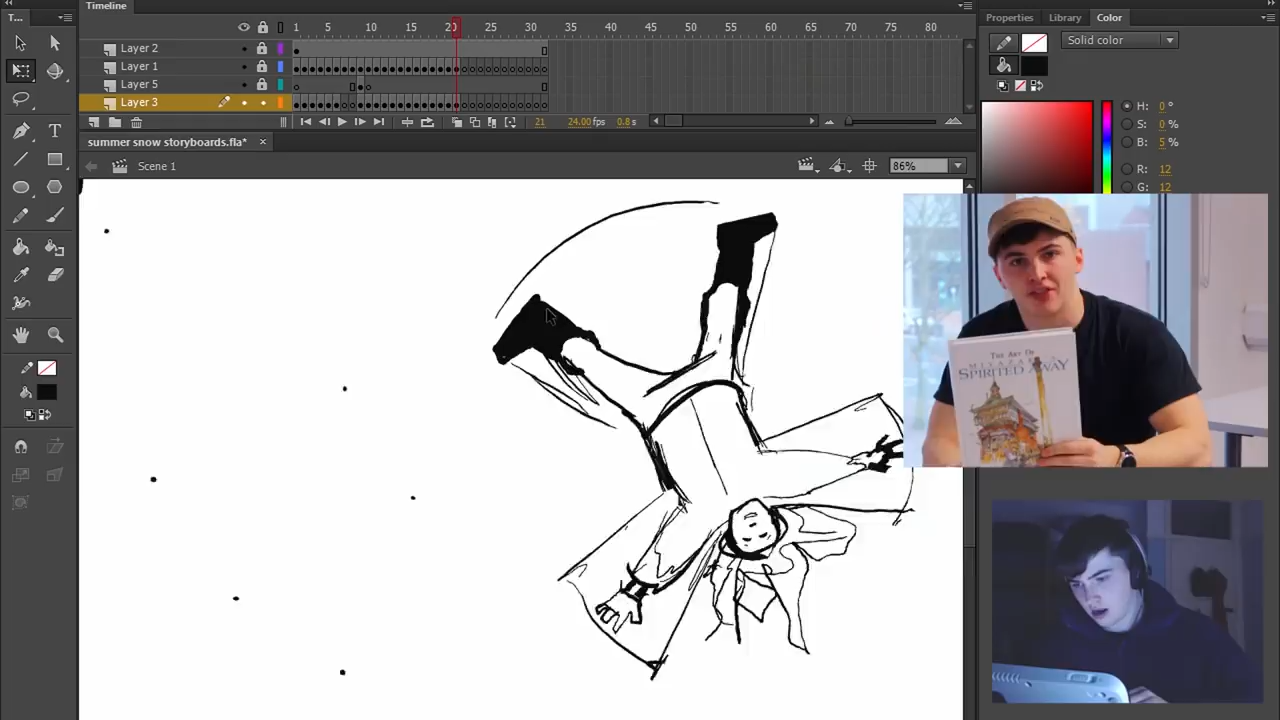 T...
Timeline
Properties
Library
Color
1 5 10 15 20 25 30 35 40 45 50 55 60 65 70 75 80
Layer 2
Layer 1
Layer 5
Layer 3
21 24.00 fps 0.8 s
Solid color
H: 0 °
S: 0 %
B: 5 %
R: 12
G: 12
summer snow storyboards.fla*
Scene 1
86%
THE ART OF
MIYAZAKI'S
SPIRITED AWAY